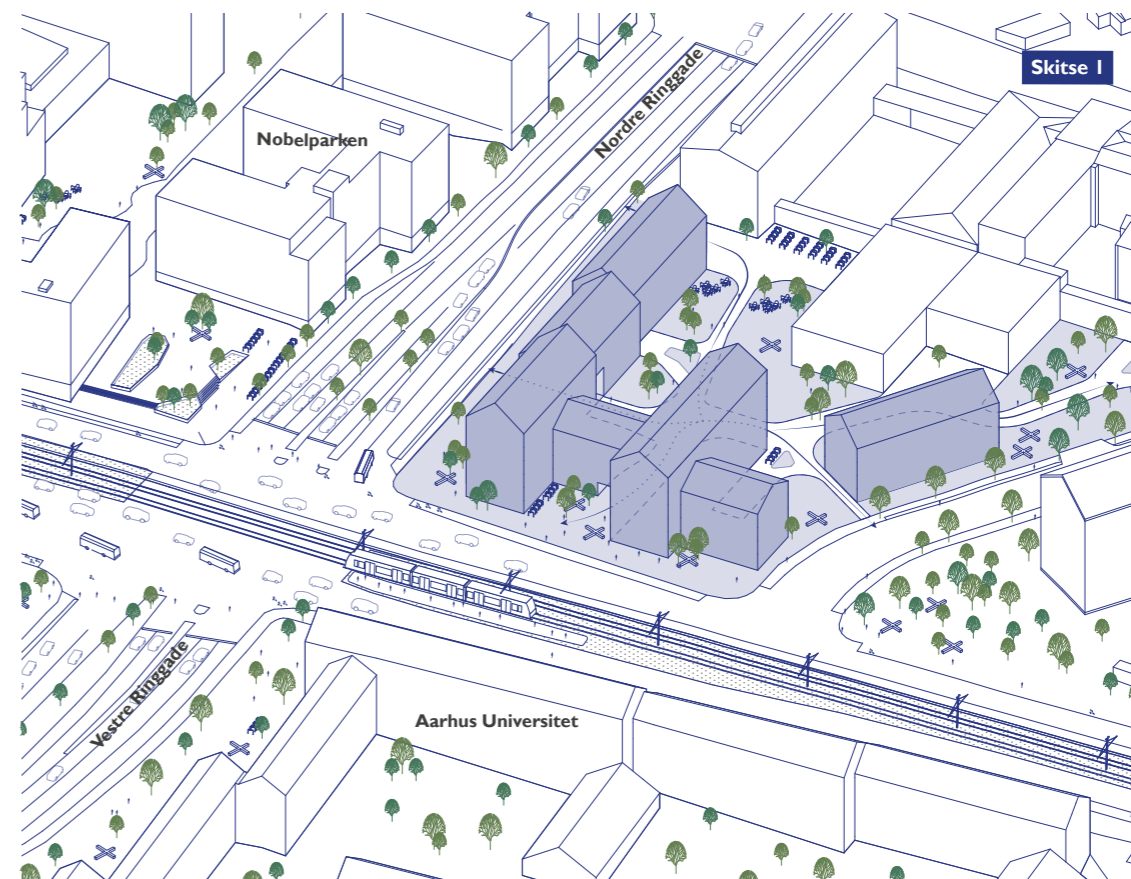 Skitse 1
Nordre Ringgade
Nobelparken
Aarhus Universitet
Vestre Ringgade